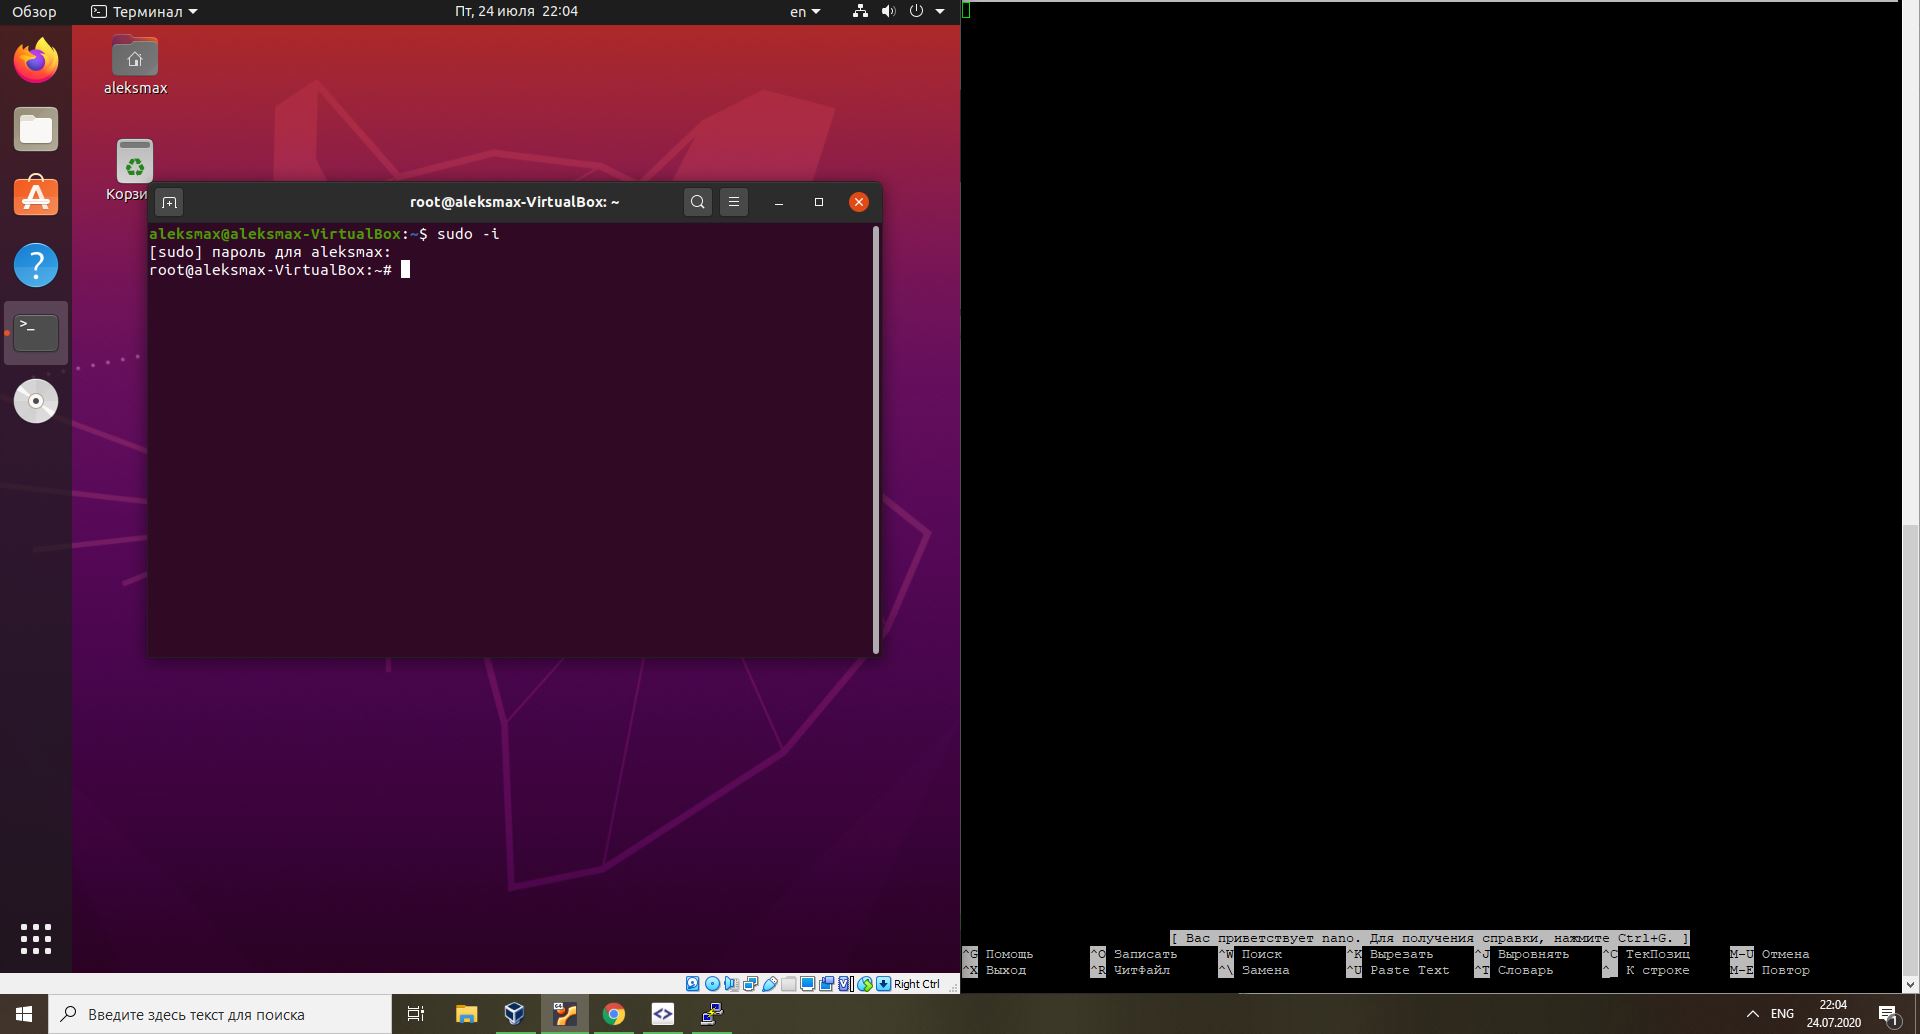 Обзор
Терминал
Пт, 24 июля 22:04
en
aleksmax
Корзи
root@aleksmax-VirtualBox: ~
aleksmax@aleksmax-VirtualBox:~$ sudo -i
[sudo] пароль для aleksmax:
root@aleksmax-VirtualBox:~#
Right Ctrl
[ Вас приветствует nano. Для получения справки, нажмите Ctrl+G. ]
^G Помощь ^O Записать ^W Поиск ^K Вырезать ^J Выровнять ^C ТекПозиц M-U Отмена
^X Выход ^R ЧитФайл ^\ Замена ^U Paste Text ^T Словарь ^_ К строке M-E Повтор
Введите здесь текст для поиска
ENG
22:04
24.07.2020
1